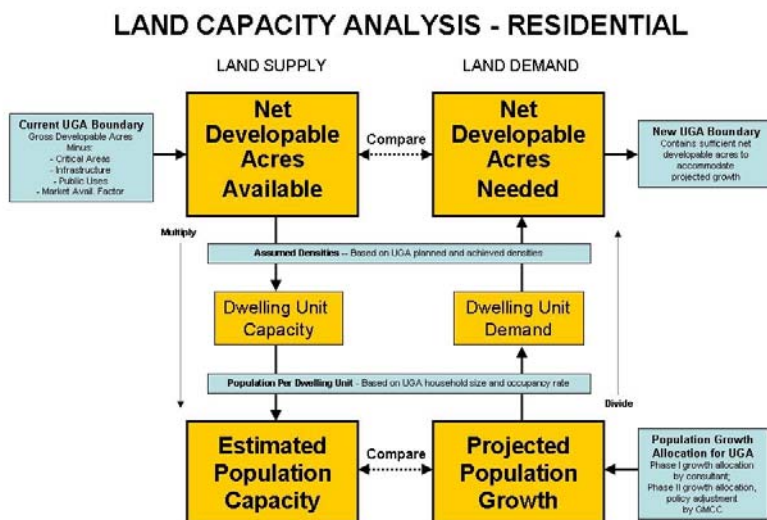 LAND CAPACITY ANALYSIS - RESIDENTIAL
LAND SUPPLY
LAND DEMAND
Current UGA Boundary
Gross Developable Acres
Minus:
- Critical Areas
- Infrastructure
- Public Uses
- Market Avail. Factor
Net
Developable
Acres
Available
Compare
Net
Developable
Acres
Needed
New UGA Boundary
Contains sufficient net
developable acres to
accommodate
projected growth
Multiply
Assumed Densities -- Based on UGA planned and achieved densities
Dwelling Unit
Capacity
Dwelling Unit
Demand
Population Per Dwelling Unit - Based on UGA household size and occupancy rate
Divide
Estimated
Population
Capacity
Compare
Projected
Population
Growth
Population Growth
Allocation for UGA
Phase I growth allocation
by consultant;
Phase II growth allocation,
policy adjustment
by GMCC